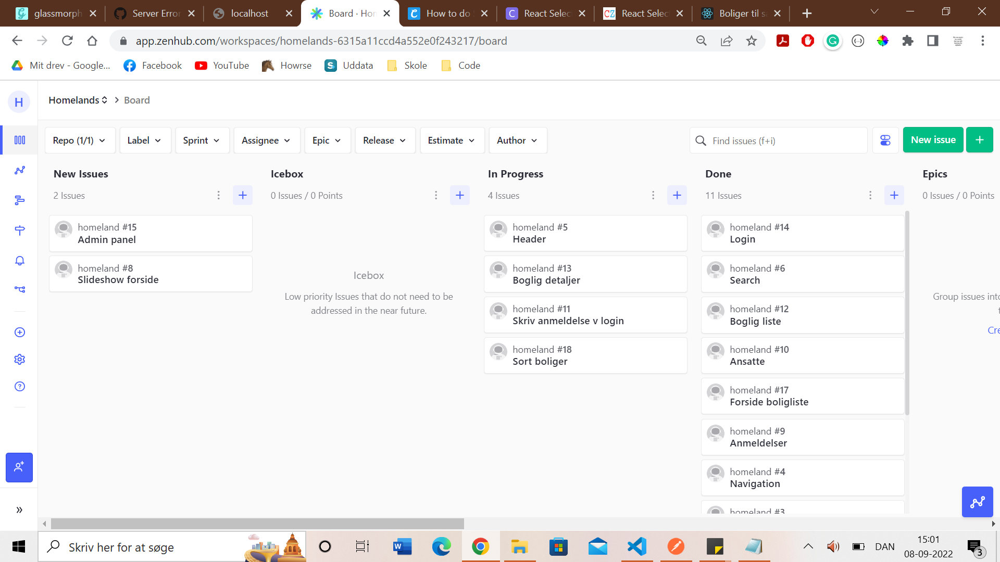 glassmorph
Server Error
localhost
Board · Hon
How to do
React Selec
React Selec
Boliger til s
app.zenhub.com/workspaces/homelands-6315a11ccd4a552e0f243217/board
Mit drev - Google...
Facebook
YouTube
Howrse
Uddata
Skole
Code
H
Homelands > Board
Repo (1/1)
Label
Sprint
Assignee
Epic
Release
Estimate
Author
Find issues (f+i)
New issue
New Issues
2 Issues
homeland #15
Admin panel
homeland #8
Slideshow forside
Icebox
0 Issues / 0 Points
Icebox
Low priority Issues that do not need to be
addressed in the near future.
In Progress
4 Issues
homeland #5
Header
homeland #13
Boglig detaljer
homeland #11
Skriv anmeldelse v login
homeland #18
Sort boliger
Done
11 Issues
homeland #14
Login
homeland #6
Search
homeland #12
Boglig liste
homeland #10
Ansatte
homeland #17
Forside boligliste
homeland #9
Anmeldelser
homeland #4
Navigation
homeland #3
Epics
0 Issues / 0 Points
Group issues into
t
Cre
Skriv her for at søge
DAN
15:01
08-09-2022
3